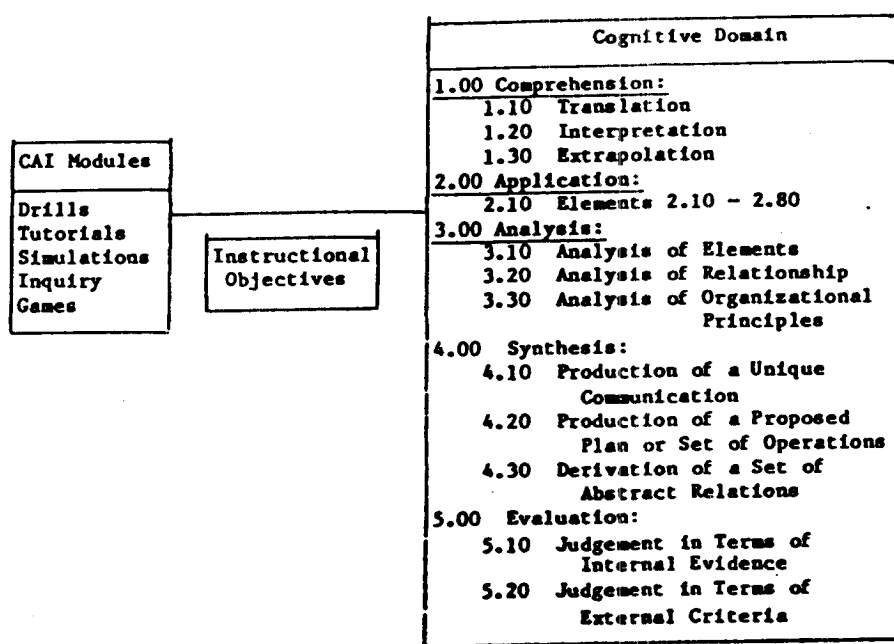 CAI Modules
Drills
Tutorials
Simulations
Inquiry
Games
Instructional
Objectives
Cognitive Domain
1.00 Comprehension:
1.10 Translation
1.20 Interpretation
1.30 Extrapolation
2.00 Application:
2.10 Elements 2.10 - 2.80
3.00 Analysis:
3.10 Analysis of Elements
3.20 Analysis of Relationship
3.30 Analysis of Organizational
Principles
4.00 Synthesis:
4.10 Production of a Unique
Communication
4.20 Production of a Proposed
Plan or Set of Operations
4.30 Derivation of a Set of
Abstract Relations
5.00 Evaluation:
5.10 Judgement in Terms of
Internal Evidence
5.20 Judgement in Terms of
External Criteria